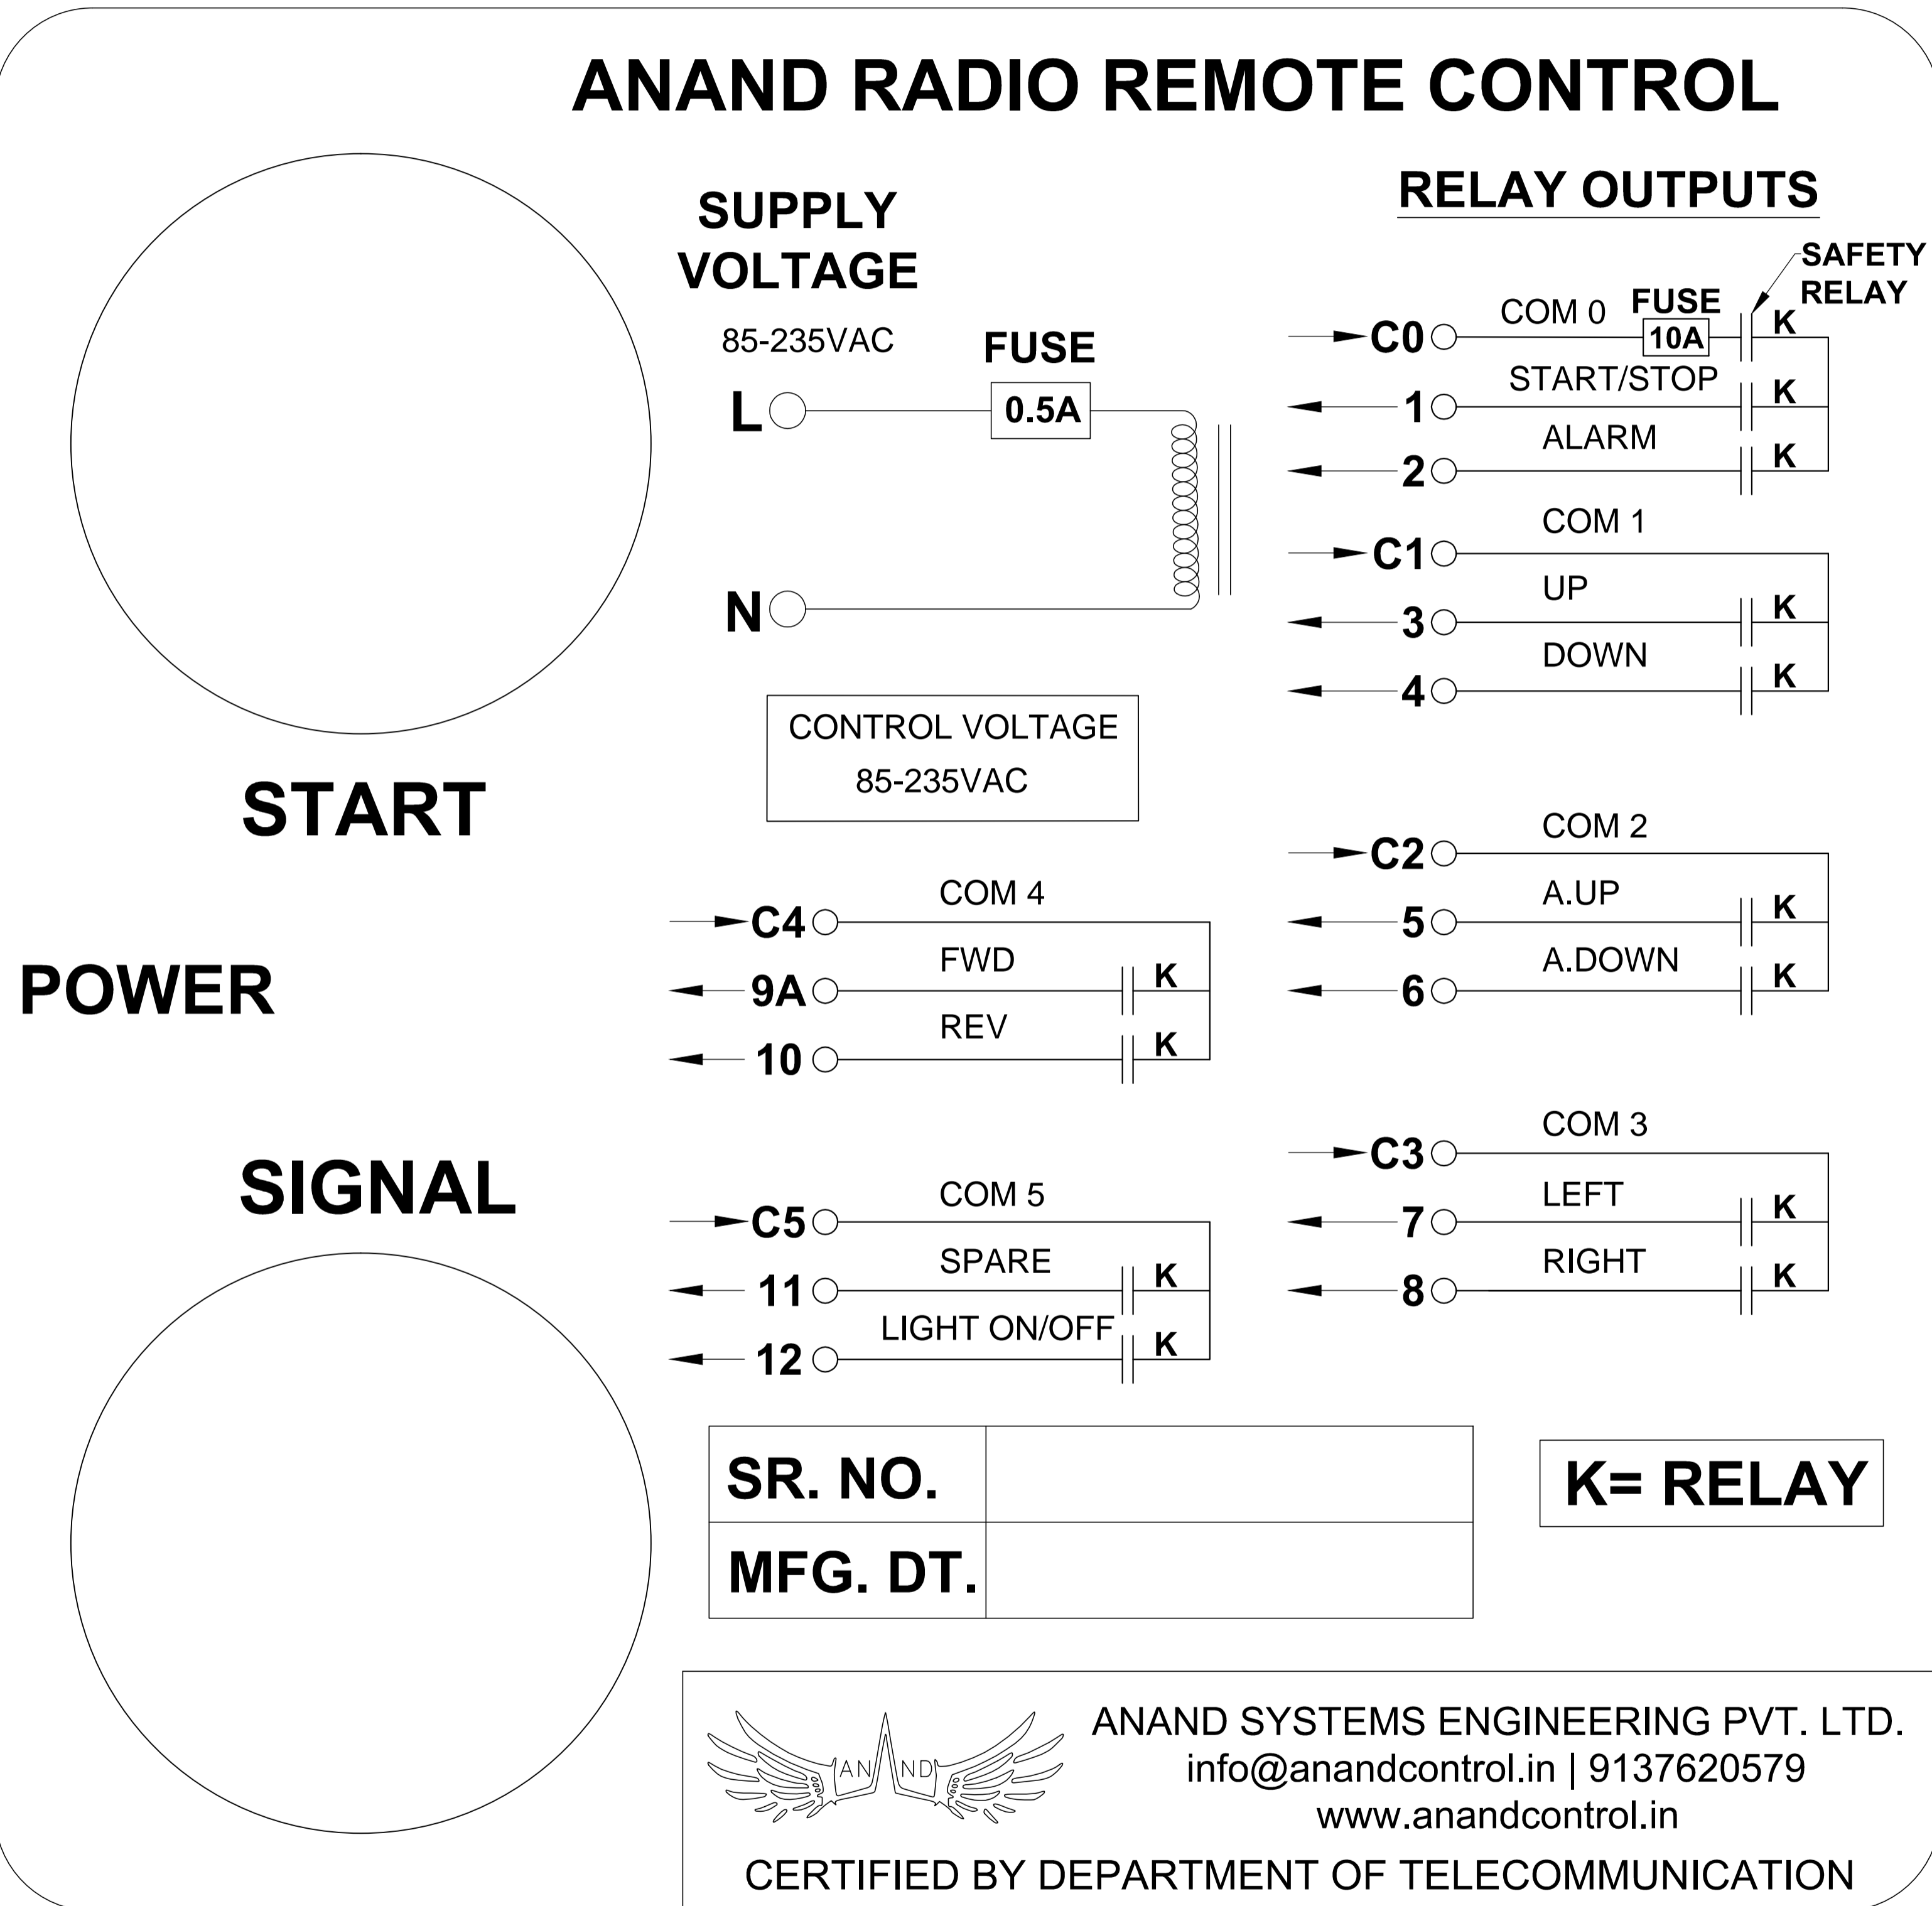 ANAND RADIO REMOTE CONTROL
START
POWER
SIGNAL
SUPPLY
VOLTAGE
85-235VAC
FUSE
L
0.5A
N
CONTROL VOLTAGE
85-235VAC
RELAY OUTPUTS
SAFETY
RELAY
COM 0 FUSE
C0 10A K
START/STOP
1 K
ALARM
2 K
COM 1
C1
UP
3 K
DOWN
4 K
COM 2
C2
A.UP
5 K
A.DOWN
6 K
COM 3
C3
LEFT
7 K
RIGHT
8 K
COM 4
C4
FWD
9A K
REV
10 K
COM 5
C5
SPARE
11 K
LIGHT ON/OFF
12 K
SR. NO.
MFG. DT.
K= RELAY
AN ND
ANAND SYSTEMS ENGINEERING PVT. LTD.
info@anandcontrol.in | 9137620579
www.anandcontrol.in
CERTIFIED BY DEPARTMENT OF TELECOMMUNICATION